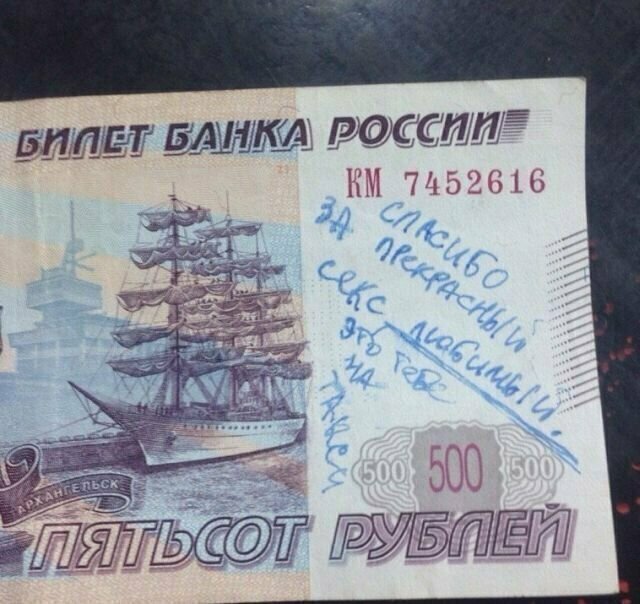 БИЛЕТ БАНКА РОССИИ
КМ 7452616
СПАСИБО
ЗА ПРЕКРАСНЫЙ
СЕКС ЛЮБИМЫЙ.
ЭТО ТЕБЕ
НА
ТАКСИ
АРХАНГЕЛЬСК
500 500 500
ПЯТЬСОТ РУБЛЕЙ